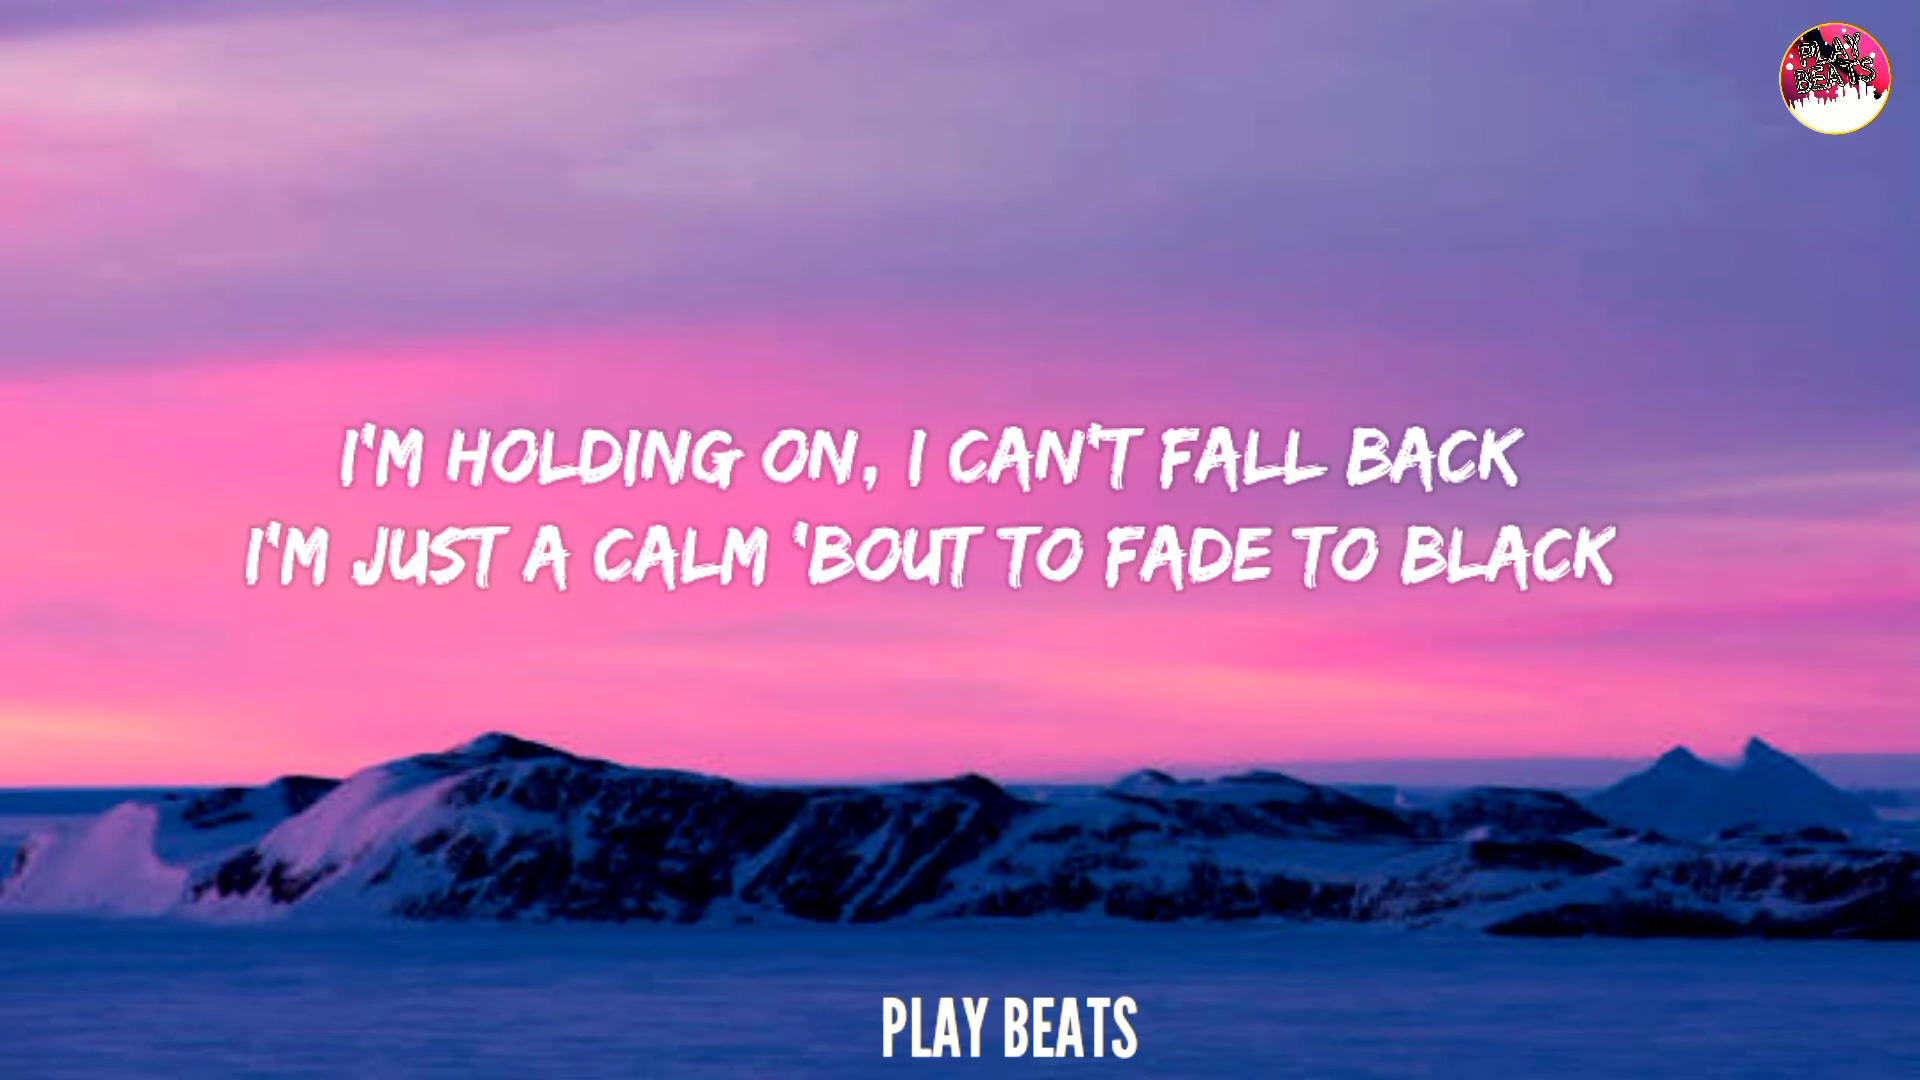 PLAY
BEATS
I'M HOLDING ON, I CAN'T FALL BACK
I'M JUST A CALM 'BOUT TO FADE TO BLACK
PLAY BEATS